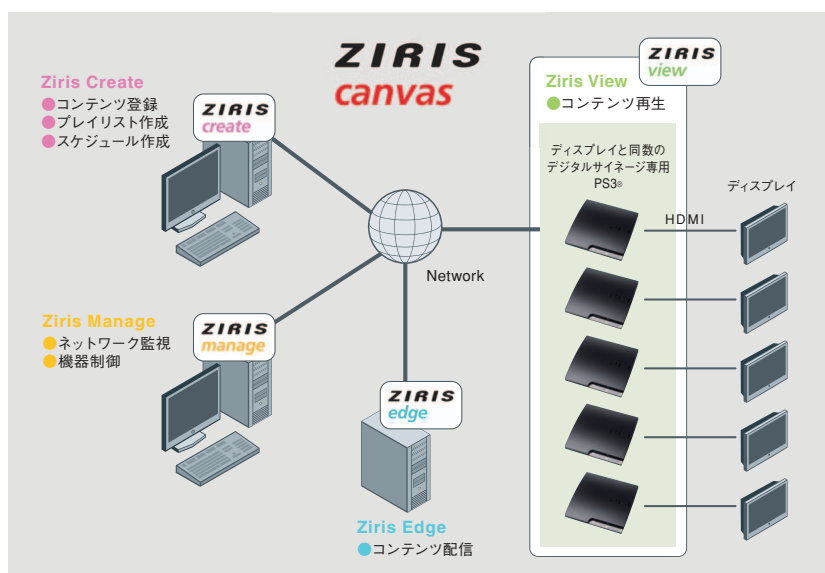 ZIRIS
canvas
Ziris Create
●コンテンツ登録
●プレイリスト作成
●スケジュール作成
ZIRIS
create
Ziris Manage
●ネットワーク監視
●機器制御
ZIRIS
manage
Network
ZIRIS
edge
Ziris Edge
●コンテンツ配信
ZIRIS
view
Ziris View
●コンテンツ再生
ディスプレイと同数の
デジタルサイネージ専用
PS3®
HDMI
ディスプレイ